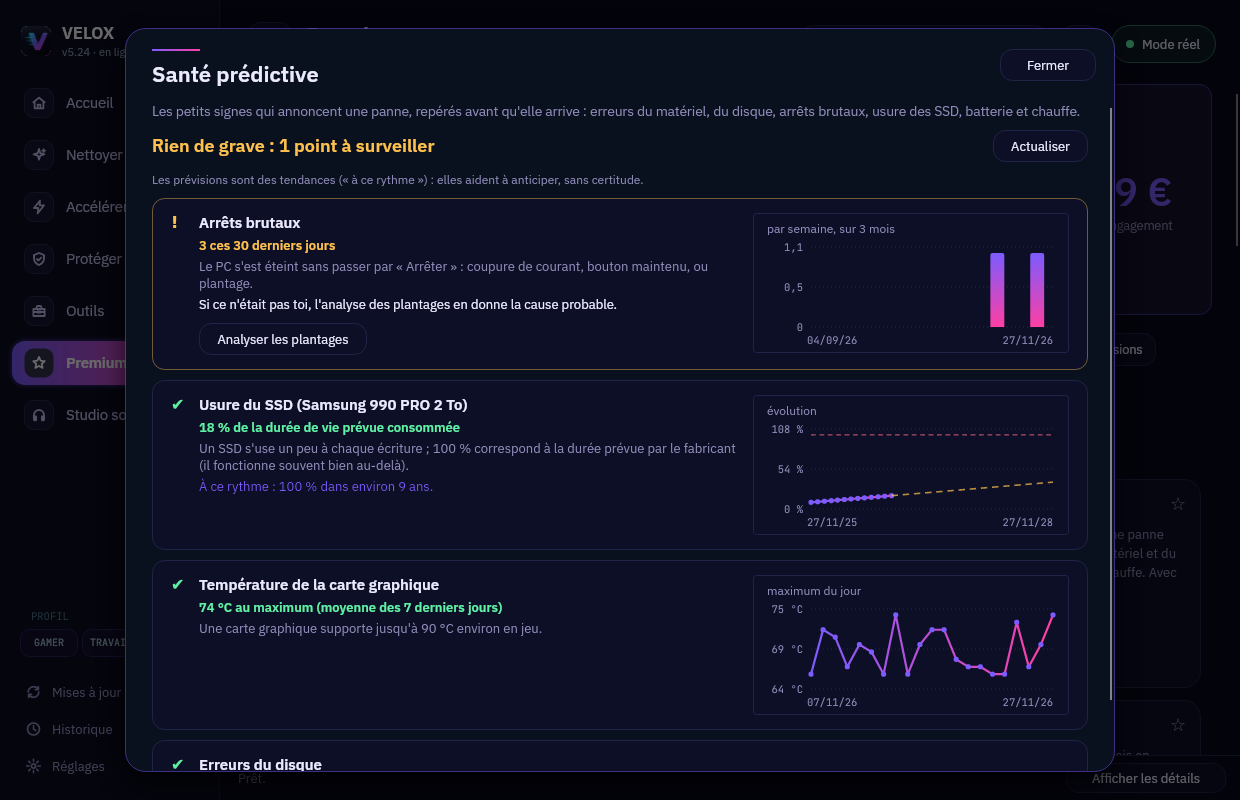 VELOX
v5.24 · en lig
Mode réel
Accueil
Nettoyer
Accélérer
Protéger
Outils
Premium
Studio so
PROFIL
GAMER
TRAVAI
Mises à jour
Historique
Réglages
Santé prédictive
Fermer
Les petits signes qui annoncent une panne, repérés avant qu'elle arrive : erreurs du matériel, du disque, arrêts brutaux, usure des SSD, batterie et chauffe.
Rien de grave : 1 point à surveiller
Actualiser
Les prévisions sont des tendances (« à ce rythme ») : elles aident à anticiper, sans certitude.
! Arrêts brutaux
3 ces 30 derniers jours
Le PC s'est éteint sans passer par « Arrêter » : coupure de courant, bouton maintenu, ou
plantage.
Si ce n'était pas toi, l'analyse des plantages en donne la cause probable.
Analyser les plantages
par semaine, sur 3 mois
1,1
0,5
0
04/09/26 27/11/26
✔ Usure du SSD (Samsung 990 PRO 2 To)
18 % de la durée de vie prévue consommée
Un SSD s'use un peu à chaque écriture ; 100 % correspond à la durée prévue par le fabricant
(il fonctionne souvent bien au-delà).
À ce rythme : 100 % dans environ 9 ans.
évolution
108 %
54 %
0 %
27/11/25 27/11/28
✔ Température de la carte graphique
74 °C au maximum (moyenne des 7 derniers jours)
Une carte graphique supporte jusqu'à 90 °C environ en jeu.
maximum du jour
75 °C
69 °C
64 °C
07/11/26 27/11/26
✔ Erreurs du disque
9 €
gagement
sions
ne panne
tériel et du
auffe. Avec
Prêt.
Afficher les détails